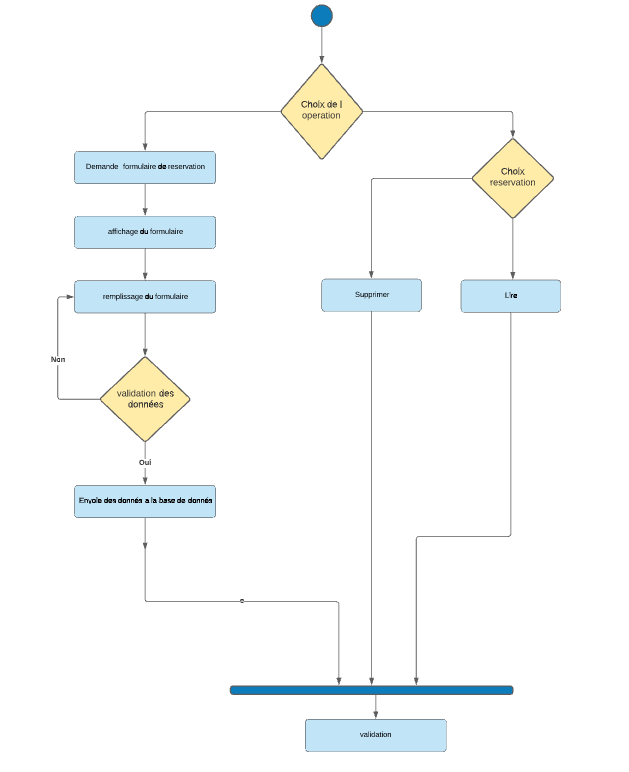 Choix de l
operation
Choix
reservation
Demande formulaire de reservation
affichage du formulaire
remplissage du formulaire
Supprimer
Lire
Non
validation des
données
Oui
Envoie des donnés a la base de donnés
e
validation